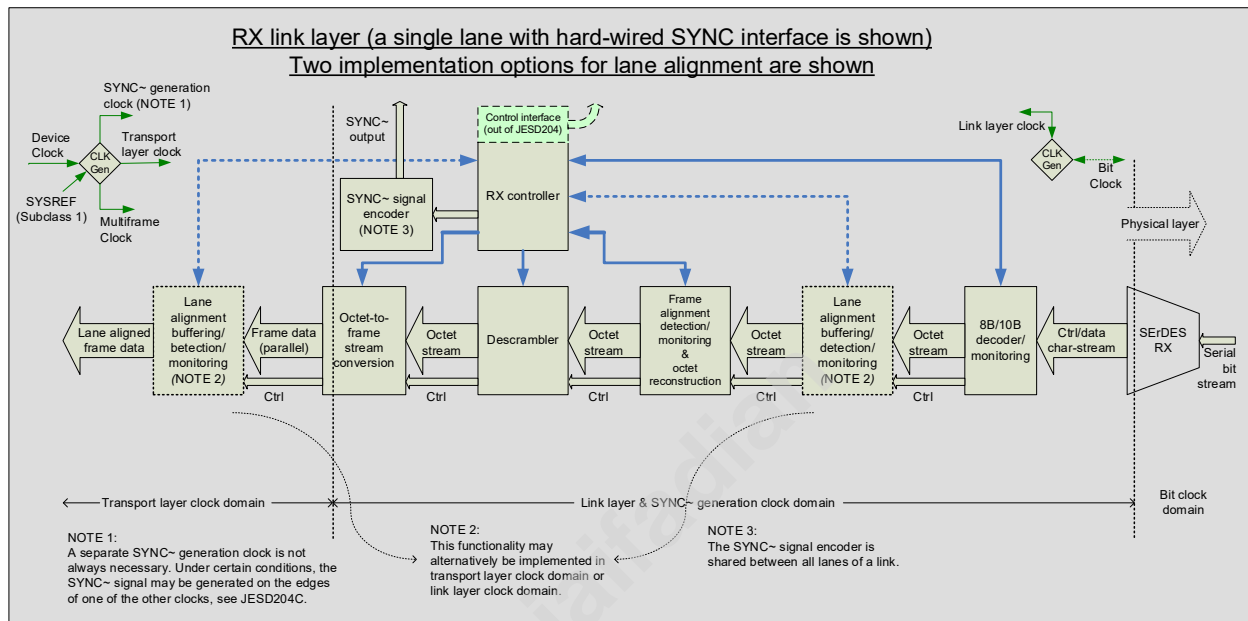 RX link layer (a single lane with hard-wired SYNC interface is shown)
Two implementation options for lane alignment are shown
SYNC~ generation
clock (NOTE 1)
Device
Clock
CLK
Gen
Transport
layer clock
SYSREF
(Subclass 1)
Multiframe
Clock
SYNC~
output
Control interface
(out of JESD204)
RX controller
SYNC~ signal
encoder
(NOTE 3)
Link layer clock
CLK
Gen
Bit
Clock
Physical layer
Lane aligned
frame data
Lane
alignment
buffering/
betection/
monitoring
(NOTE 2)
Frame data
(parallel)
Ctrl
Octet-to-
frame
stream
conversion
Octet
stream
Ctrl
Descrambler
Octet
stream
Ctrl
Frame
alignment
detection/
monitoring
&
octet
reconstruction
Octet
stream
Ctrl
Lane
alignment
buffering/
detection/
monitoring
(NOTE 2)
Octet
stream
Ctrl
8B/10B
decoder/
monitoring
Ctrl/data
char-stream
SErDES
RX
Serial
bit
stream
Transport layer clock domain
Link layer & SYNC~ generation clock domain
Bit clock
domain
NOTE 1:
A separate SYNC~ generation clock is not
always necessary. Under certain conditions, the
SYNC~ signal may be generated on the edges
of one of the other clocks, see JESD204C.
NOTE 2:
This functionality may
alternatively be implemented in
transport layer clock domain or
link layer clock domain.
NOTE 3:
The SYNC~ signal encoder is
shared between all lanes of a link.